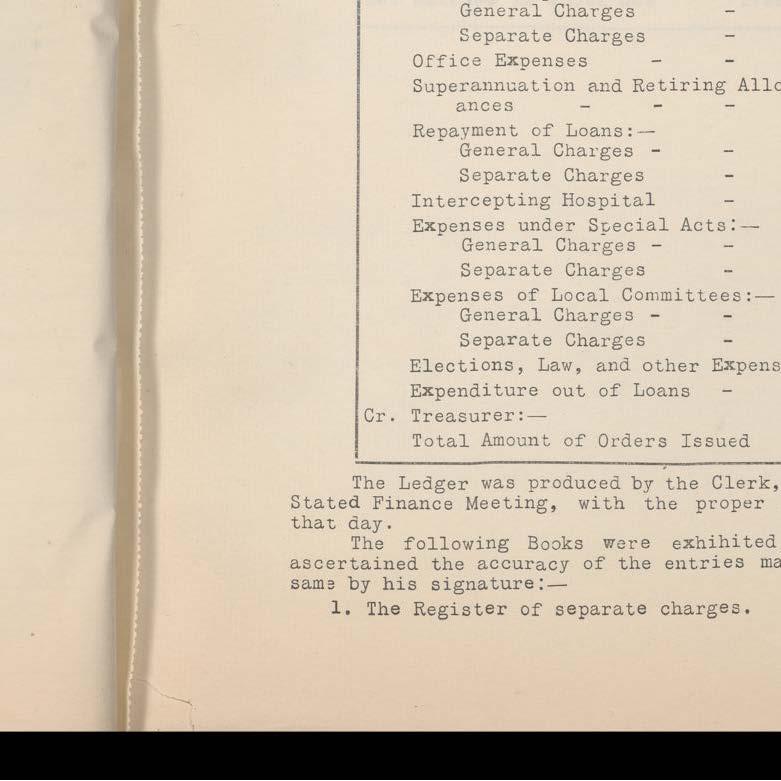 General Charges -
Separate Charges -
Office Expenses - -
Superannuation and Retiring Allo
ances - - -
Repayment of Loans:—
General Charges - -
Separate Charges -
Intercepting Hospital -
Expenses under Special Acts:—
General Charges - -
Separate Charges -
Expenses of Local Committees:—
General Charges - -
Separate Charges -
Elections, Law, and other Expens
Expenditure out of Loans -
Cr. Treasurer:—
Total Amount of Orders Issued
The Ledger was produced by the Clerk,
Stated Finance Meeting, with the proper
that day.
The following Books were exhihited
ascertained the accuracy of the entries ma
same by his signature:—
1. The Register of separate charges.